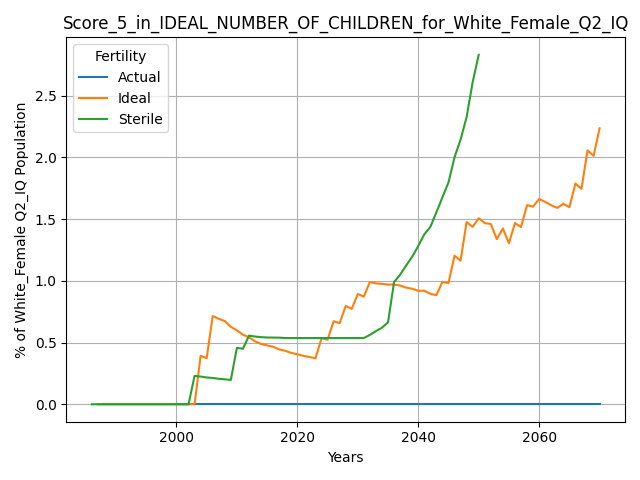 Score_5_in_IDEAL_NUMBER_OF_CHILDREN_for_White_Female_Q2_IQ
Fertility
Actual
Ideal
Sterile
% of White_Female Q2_IQ Population
2.5
2.0
1.5
1.0
0.5
0.0
2000 2020 2040 2060
Years